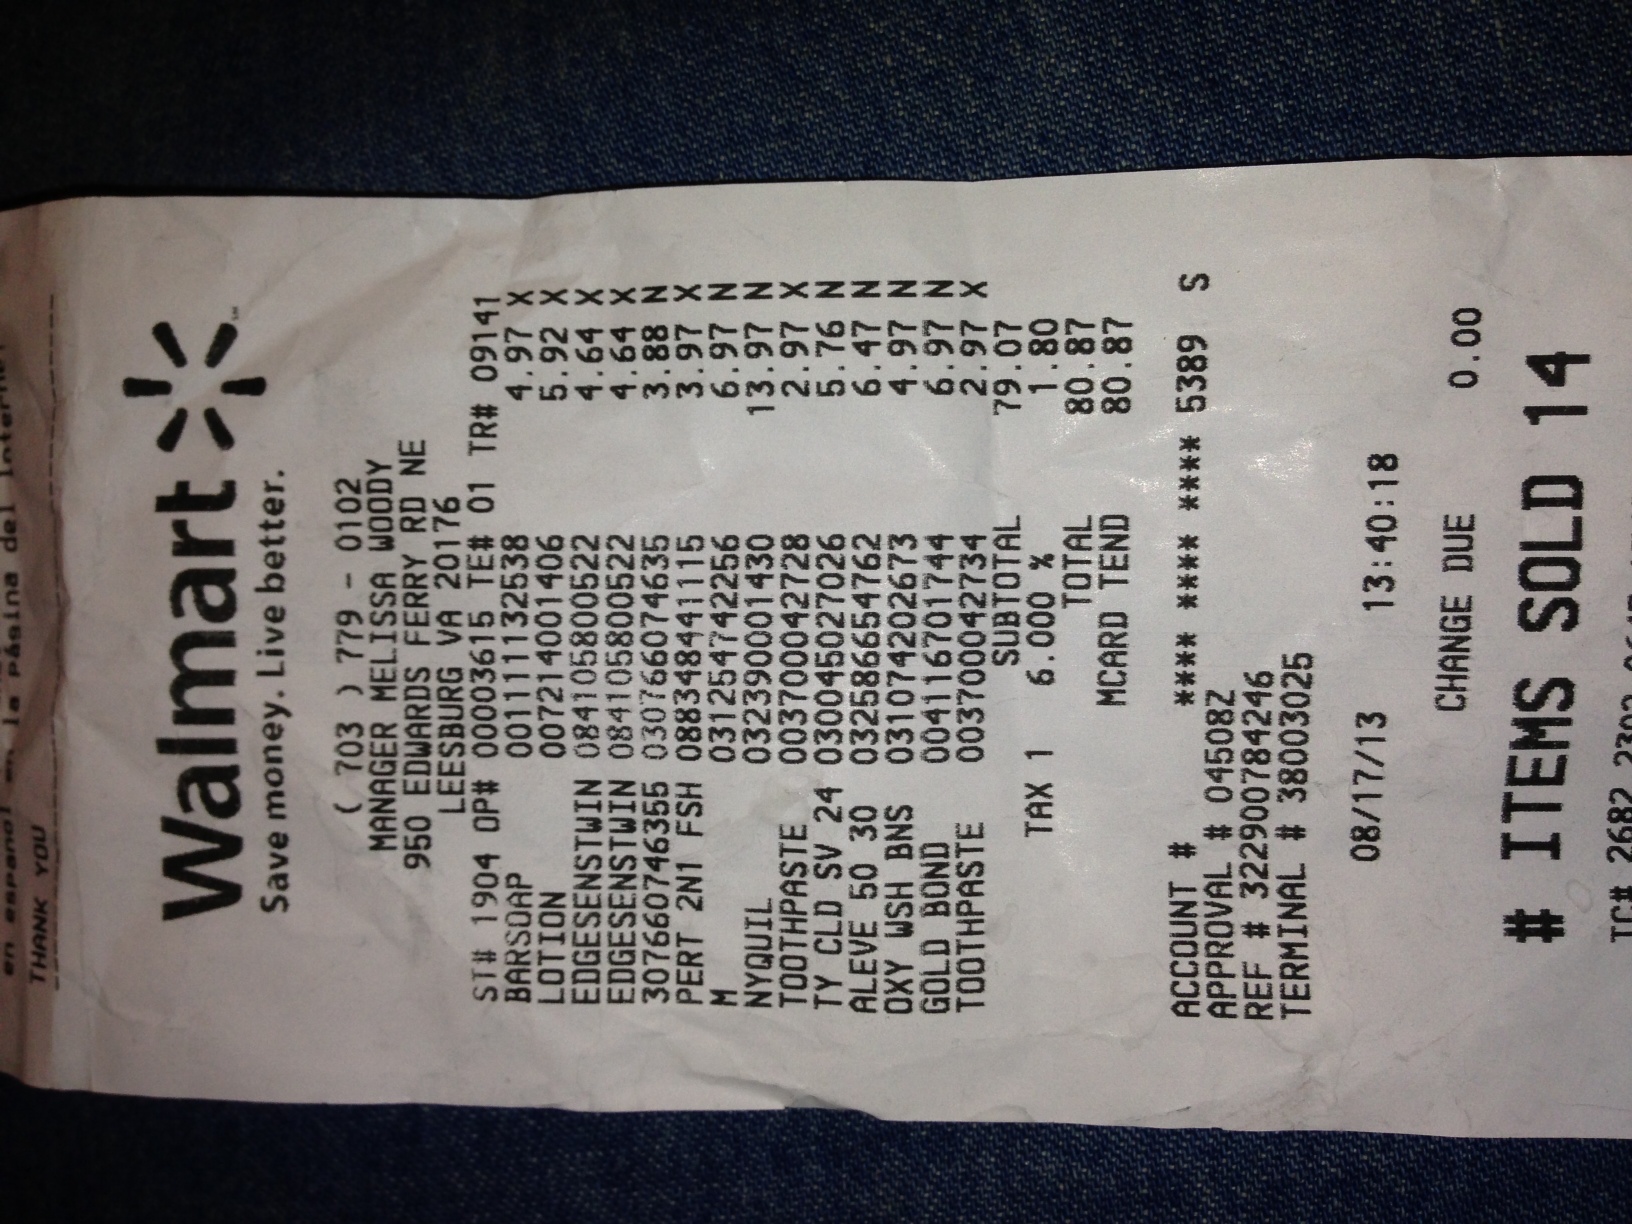 en español en la página del Internet
THANK YOU
Walmart
Save money. Live better.
( 703 ) 779 - 0102
MANAGER MELISSA WOODY
950 EDWARDS FERRY RD NE
LEESBURG VA 20176
ST# 1904 OP# 00003615 TE# 01 TR# 09141
BARSOAP 001111132538 4.97 X
LOTION 007214001406 5.92 X
EDGESENSTWIN 084105800522 4.64 X
EDGESENSTWIN 084105800522 4.64 X
307660746355 030766074635 3.88 N
PERT 2N1 FSH 088348441115 3.97 X
M 031254742256 6.97 N
NYQUIL 032390001430 13.97 N
TOOTHPASTE 003700042728 2.97 X
TY CLD SV 24 030045027026 5.76 N
ALEVE 50 30 032586654762 6.47 N
OXY WSH BNS 031074202673 4.97 N
GOLD BOND 004116701744 6.97 N
TOOTHPASTE 003700042734 2.97 X
SUBTOTAL 79.07
TAX 1 6.000 % 1.80
TOTAL 80.87
MCARD TEND 80.87
ACCOUNT # **** **** **** 5389 S
APPROVAL # 04508Z
REF # 322900784246
TERMINAL # 38003025
08/17/13 13:40:18
CHANGE DUE 0.00
# ITEMS SOLD 14
TC# 2682